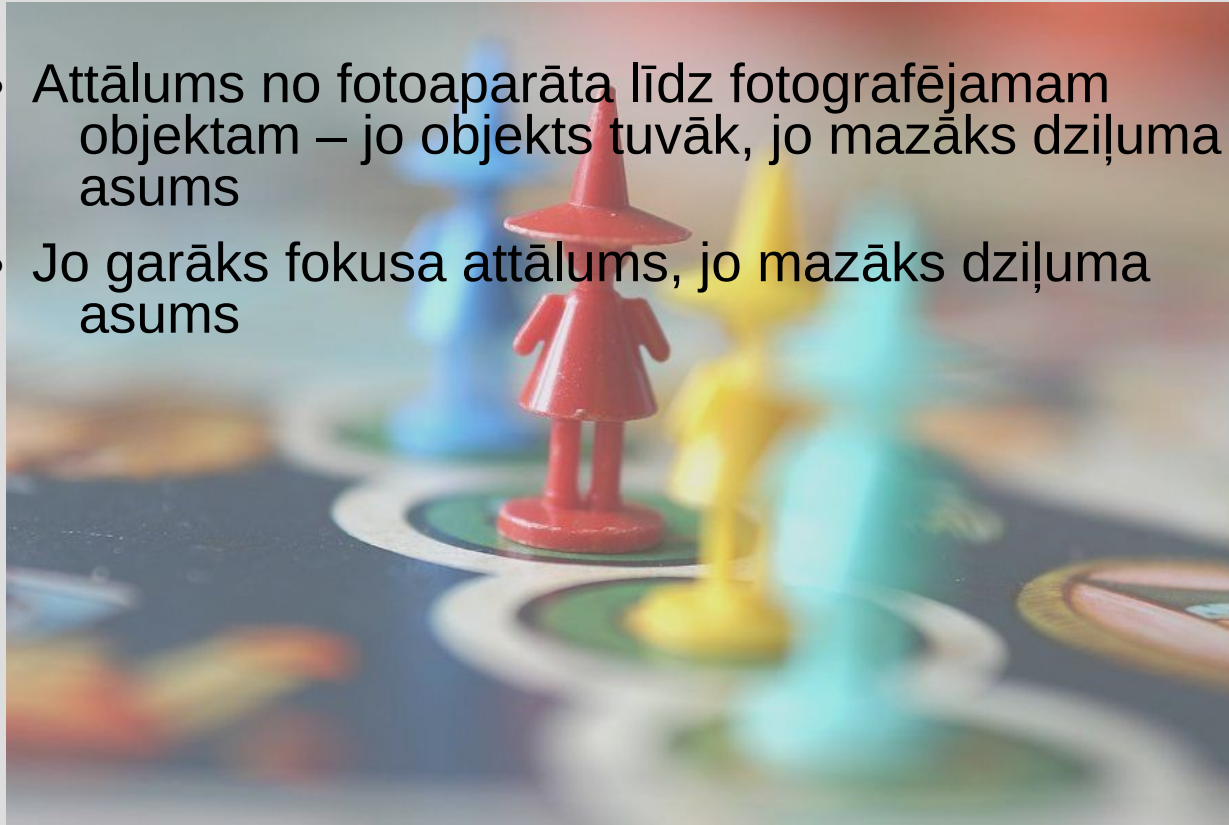 • Attālums no fotoaparāta līdz fotografējamam
objektam – jo objekts tuvāk, jo mazāks dziļuma
asums
• Jo garāks fokusa attālums, jo mazāks dziļuma
asums